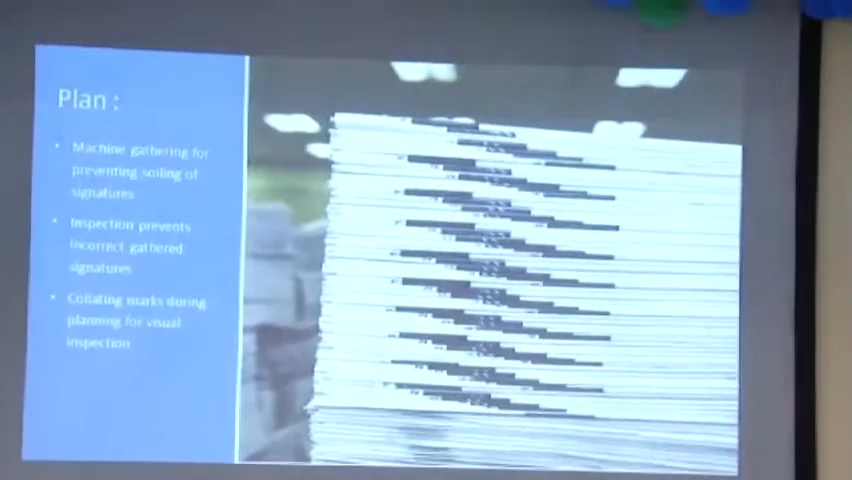 Plan :
• Machine gathering for
preventing soiling of
signatures
• Inspection prevents
incorrect gathered
signatures
• Collating marks during
planning for visual
inspection